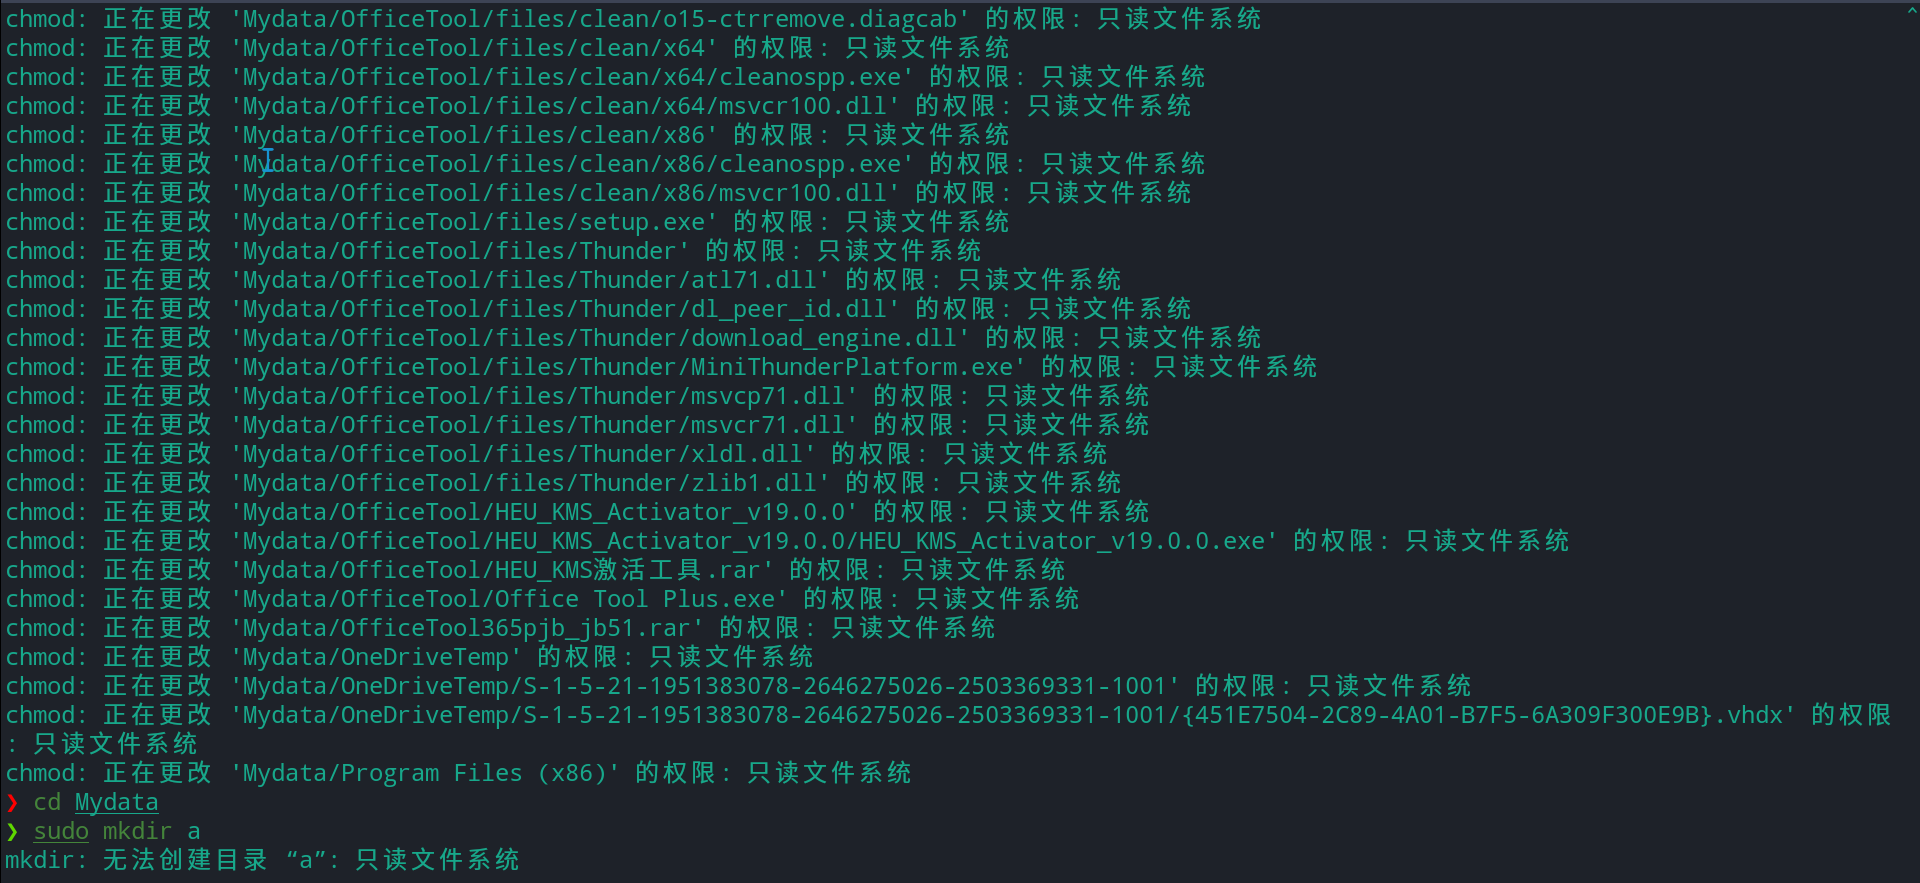 chmod: 正在更改 'Mydata/OfficeTool/files/clean/o15-ctrremove.diagcab' 的权限: 只读文件系统
chmod: 正在更改 'Mydata/OfficeTool/files/clean/x64' 的权限: 只读文件系统
chmod: 正在更改 'Mydata/OfficeTool/files/clean/x64/cleanospp.exe' 的权限: 只读文件系统
chmod: 正在更改 'Mydata/OfficeTool/files/clean/x64/msvcr100.dll' 的权限: 只读文件系统
chmod: 正在更改 'Mydata/OfficeTool/files/clean/x86' 的权限: 只读文件系统
chmod: 正在更改 'Mydata/OfficeTool/files/clean/x86/cleanospp.exe' 的权限: 只读文件系统
chmod: 正在更改 'Mydata/OfficeTool/files/clean/x86/msvcr100.dll' 的权限: 只读文件系统
chmod: 正在更改 'Mydata/OfficeTool/files/setup.exe' 的权限: 只读文件系统
chmod: 正在更改 'Mydata/OfficeTool/files/Thunder' 的权限: 只读文件系统
chmod: 正在更改 'Mydata/OfficeTool/files/Thunder/atl71.dll' 的权限: 只读文件系统
chmod: 正在更改 'Mydata/OfficeTool/files/Thunder/dl_peer_id.dll' 的权限: 只读文件系统
chmod: 正在更改 'Mydata/OfficeTool/files/Thunder/download_engine.dll' 的权限: 只读文件系统
chmod: 正在更改 'Mydata/OfficeTool/files/Thunder/MiniThunderPlatform.exe' 的权限: 只读文件系统
chmod: 正在更改 'Mydata/OfficeTool/files/Thunder/msvcp71.dll' 的权限: 只读文件系统
chmod: 正在更改 'Mydata/OfficeTool/files/Thunder/msvcr71.dll' 的权限: 只读文件系统
chmod: 正在更改 'Mydata/OfficeTool/files/Thunder/xldl.dll' 的权限: 只读文件系统
chmod: 正在更改 'Mydata/OfficeTool/files/Thunder/zlib1.dll' 的权限: 只读文件系统
chmod: 正在更改 'Mydata/OfficeTool/HEU_KMS_Activator_v19.0.0' 的权限: 只读文件系统
chmod: 正在更改 'Mydata/OfficeTool/HEU_KMS_Activator_v19.0.0/HEU_KMS_Activator_v19.0.0.exe' 的权限: 只读文件系统
chmod: 正在更改 'Mydata/OfficeTool/HEU_KMS激活工具.rar' 的权限: 只读文件系统
chmod: 正在更改 'Mydata/OfficeTool/Office Tool Plus.exe' 的权限: 只读文件系统
chmod: 正在更改 'Mydata/OfficeTool365pjb_jb51.rar' 的权限: 只读文件系统
chmod: 正在更改 'Mydata/OneDriveTemp' 的权限: 只读文件系统
chmod: 正在更改 'Mydata/OneDriveTemp/S-1-5-21-1951383078-2646275026-2503369331-1001' 的权限: 只读文件系统
chmod: 正在更改 'Mydata/OneDriveTemp/S-1-5-21-1951383078-2646275026-2503369331-1001/{451E7504-2C89-4A01-B7F5-6A309F300E9B}.vhdx' 的权限
: 只读文件系统
chmod: 正在更改 'Mydata/Program Files (x86)' 的权限: 只读文件系统
❯ cd Mydata
❯ sudo mkdir a
mkdir: 无法创建目录 “a”: 只读文件系统